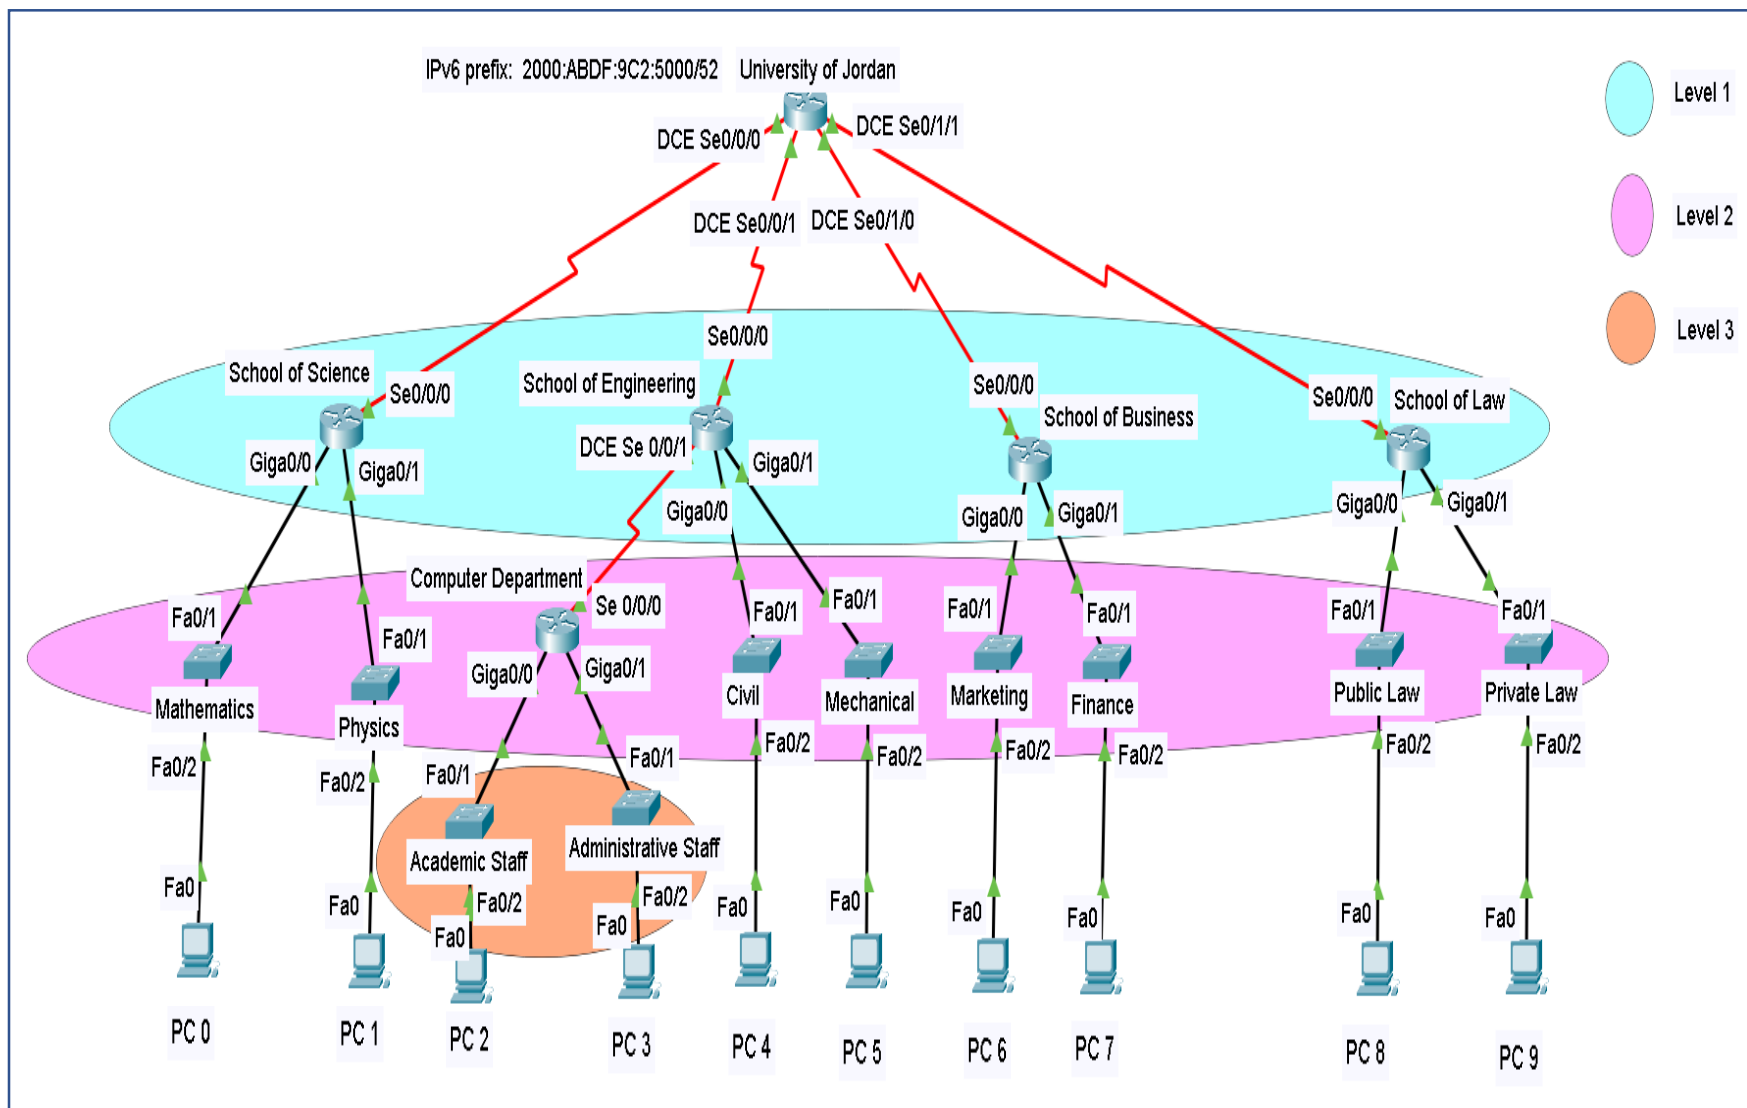 IPv6 prefix:  2000:ABDF:9C2:5000/52
University of Jordan
Level 1
DCE Se0/0/0
DCE Se0/1/1
Level 2
DCE Se0/0/1
DCE Se0/1/0
Level 3
Se0/0/0
School of Science
Se0/0/0
School of Engineering
Se0/0/0
School of Business
Se0/0/0
School of Law
DCE Se 0/0/1
Giga0/0
Giga0/1
Giga0/1
Giga0/0
Giga0/0
Giga0/1
Giga0/0
Giga0/1
Computer Department
Se 0/0/0
Fa0/1
Fa0/1
Giga0/0
Giga0/1
Fa0/1
Fa0/1
Fa0/1
Fa0/1
Fa0/1
Fa0/1
Mathematics
Physics
Civil
Mechanical
Marketing
Finance
Public Law
Private Law
Fa0/2
Fa0/2
Fa0/1
Fa0/1
Fa0/2
Fa0/2
Fa0/2
Fa0/2
Fa0/2
Fa0/2
Academic Staff
Administrative Staff
Fa0
Fa0
Fa0/2
Fa0
Fa0/2
Fa0
Fa0
Fa0
Fa0
Fa0
Fa0
Fa0
PC 0
PC 1
PC 2
PC 3
PC 4
PC 5
PC 6
PC 7
PC 8
PC 9